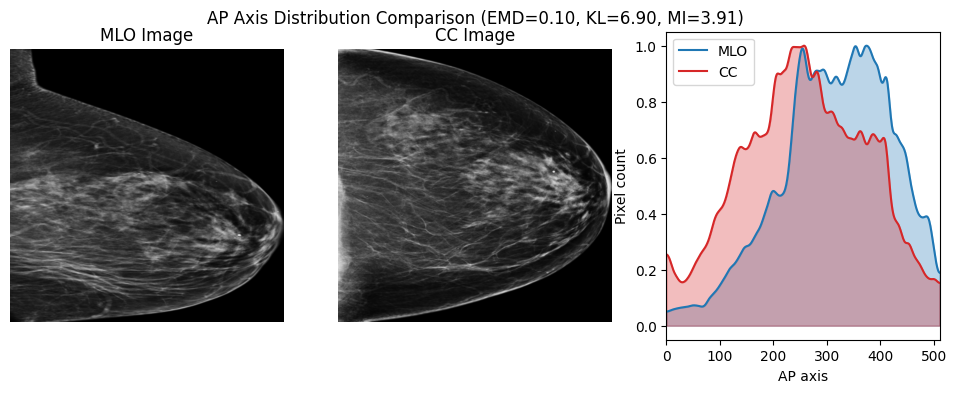 AP Axis Distribution Comparison (EMD=0.10, KL=6.90, MI=3.91)
MLO Image
CC Image
MLO
CC
1.0
0.8
0.6
0.4
0.2
0.0
Pixel count
0
100
200
300
400
500
AP axis